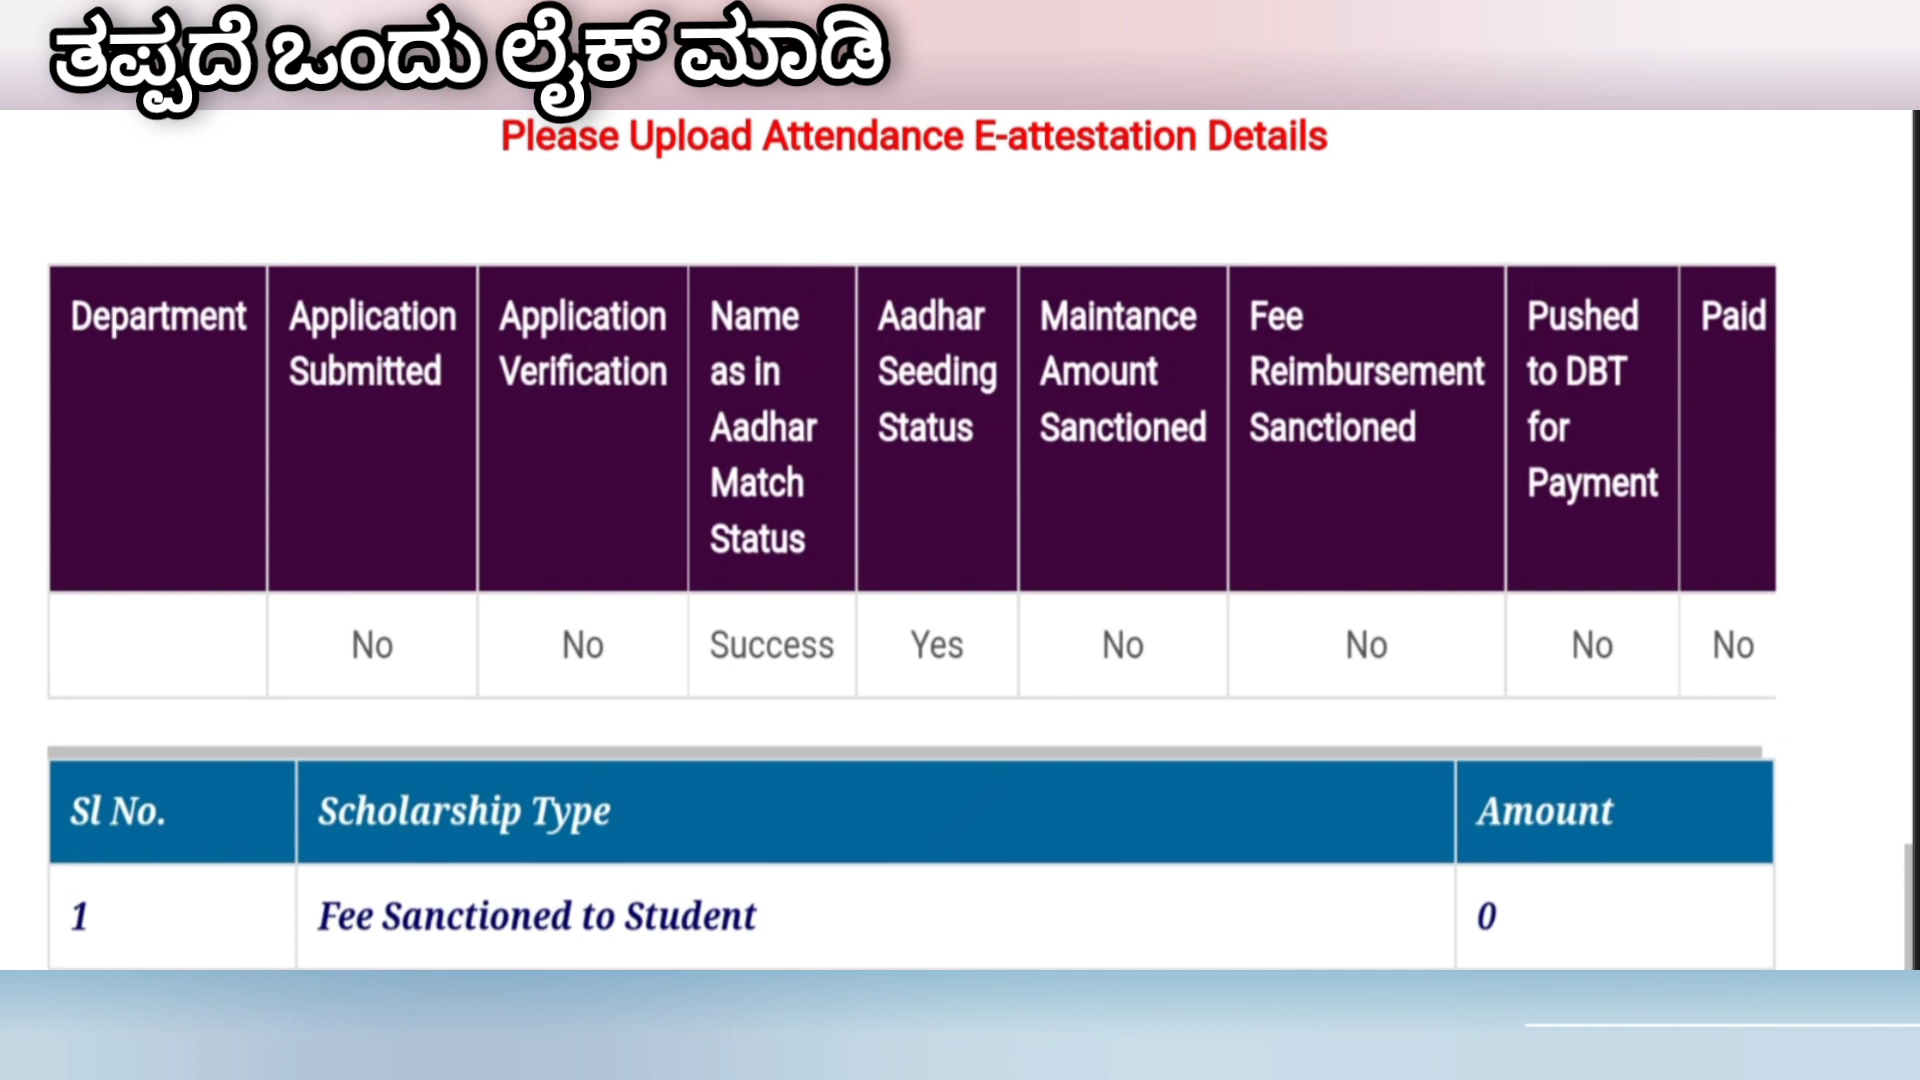 ತಪ್ಪದೆ ಒಂದು ಲೈಕ್ ಮಾಡಿ
Please Upload Attendance E-attestation Details
Department
Application
Submitted
Application
Verification
Name
as in
Aadhar
Match
Status
Aadhar
Seeding
Status
Maintance
Amount
Sanctioned
Fee
Reimbursement
Sanctioned
Pushed
to DBT
for
Payment
Paid
No No Success Yes No No No No
Sl No. Scholarship Type Amount
1 Fee Sanctioned to Student 0